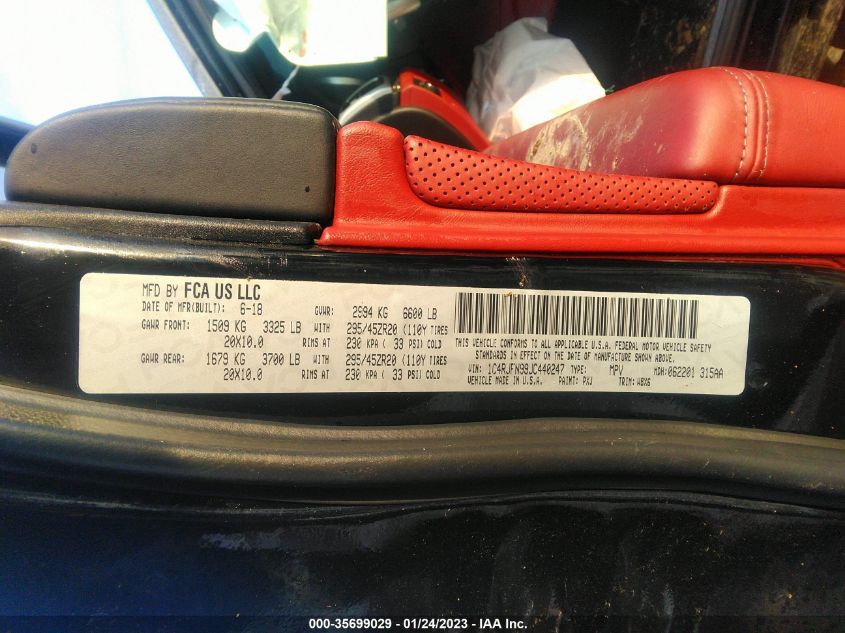 MFD BY FCA US LLC
DATE OF MFR(BUILT): 6-18 GVWR: 2994 KG 6600 LB
GAWR FRONT: 1509 KG 3325 LB WITH 295/45ZR20 (110Y TIRES
20X10.0 RIMS AT 230 KPA ( 33 PSI) COLD
GAWR REAR: 1679 KG 3700 LB WITH 295/45ZR20 (110Y TIRES
20X10.0 RIMS AT 230 KPA ( 33 PSI) COLD
THIS VEHICLE CONFORMS TO ALL APPLICABLE U.S.A. FEDERAL MOTOR VEHICLE SAFETY
STANDARDS IN EFFECT ON THE DATE OF MANUFACTURE SHOWN ABOVE.
VIN: 1C4RJFN99JC440247 TYPE: MPV MDH: 062201 315AA
VEHICLE MADE IN U.S.A. PAINT: PXJ TRIM: WBX6
000-35699029 - 01/24/2023 - IAA Inc.